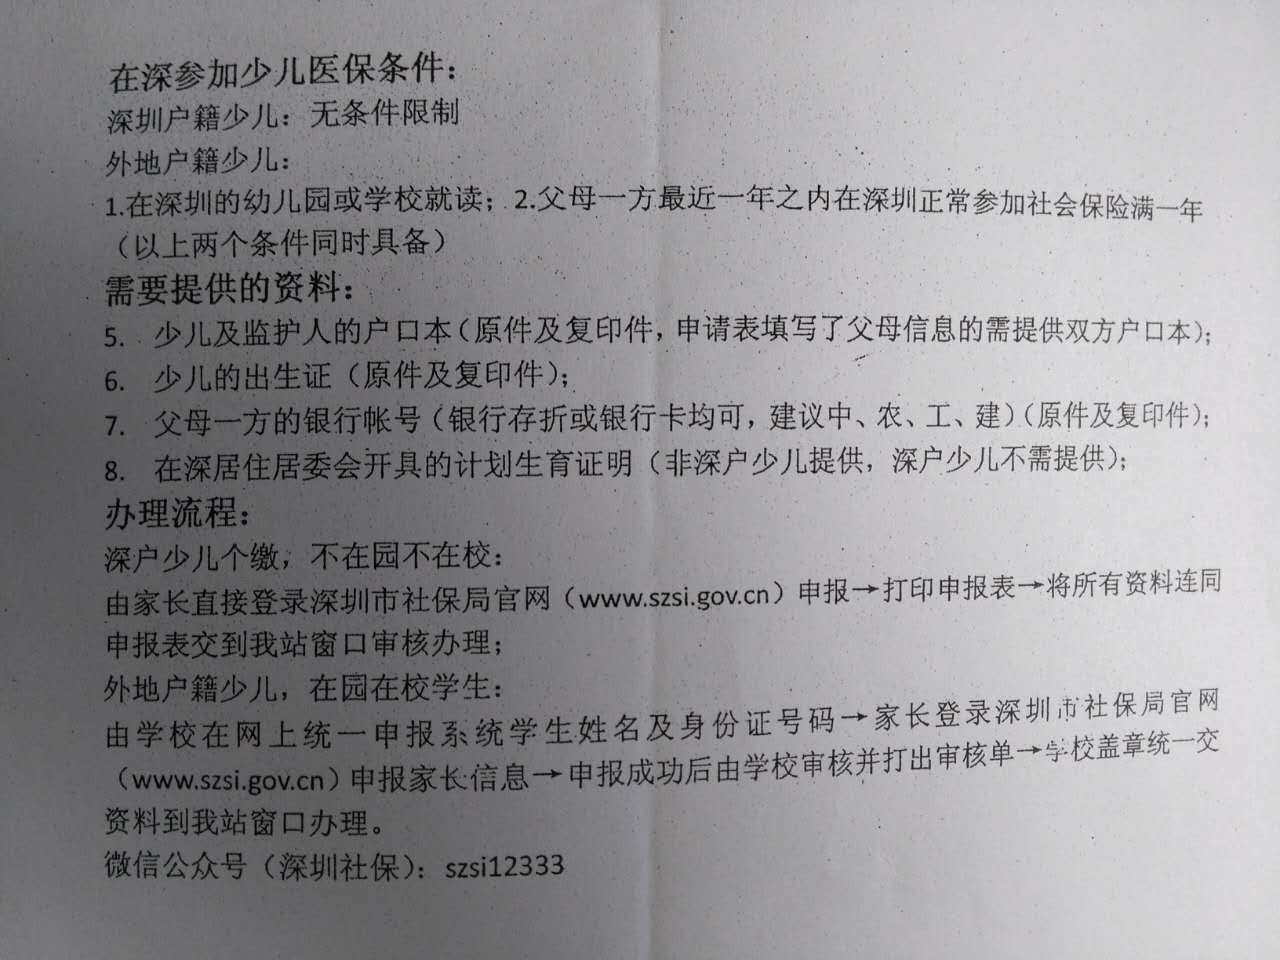 在深参加少儿医保条件：
深圳户籍少儿：无条件限制
外地户籍少儿：
1.在深圳的幼儿园或学校就读；2.父母一方最近一年之内在深圳正常参加社会保险满一年
（以上两个条件同时具备）
需要提供的资料：
5. 少儿及监护人的户口本（原件及复印件，申请表填写了父母信息的需提供双方户口本）；
6. 少儿的出生证（原件及复印件）；
7. 父母一方的银行帐号（银行存折或银行卡均可，建议中、农、工、建）（原件及复印件）；
8. 在深居住居委会开具的计划生育证明（非深户少儿提供，深户少儿不需提供）；
办理流程：
深户少儿个缴，不在园不在校：
由家长直接登录深圳市社保局官网（www.szsi.gov.cn）申报→打印申报表→将所有资料连同
申报表交到我站窗口审核办理；
外地户籍少儿，在园在校学生：
由学校在网上统一申报系统学生姓名及身份证号码→家长登录深圳市社保局官网
（www.szsi.gov.cn）申报家长信息→申报成功后由学校审核并打出审核单→学校盖章统一交
资料到我站窗口办理。
微信公众号（深圳社保）：szsi12333